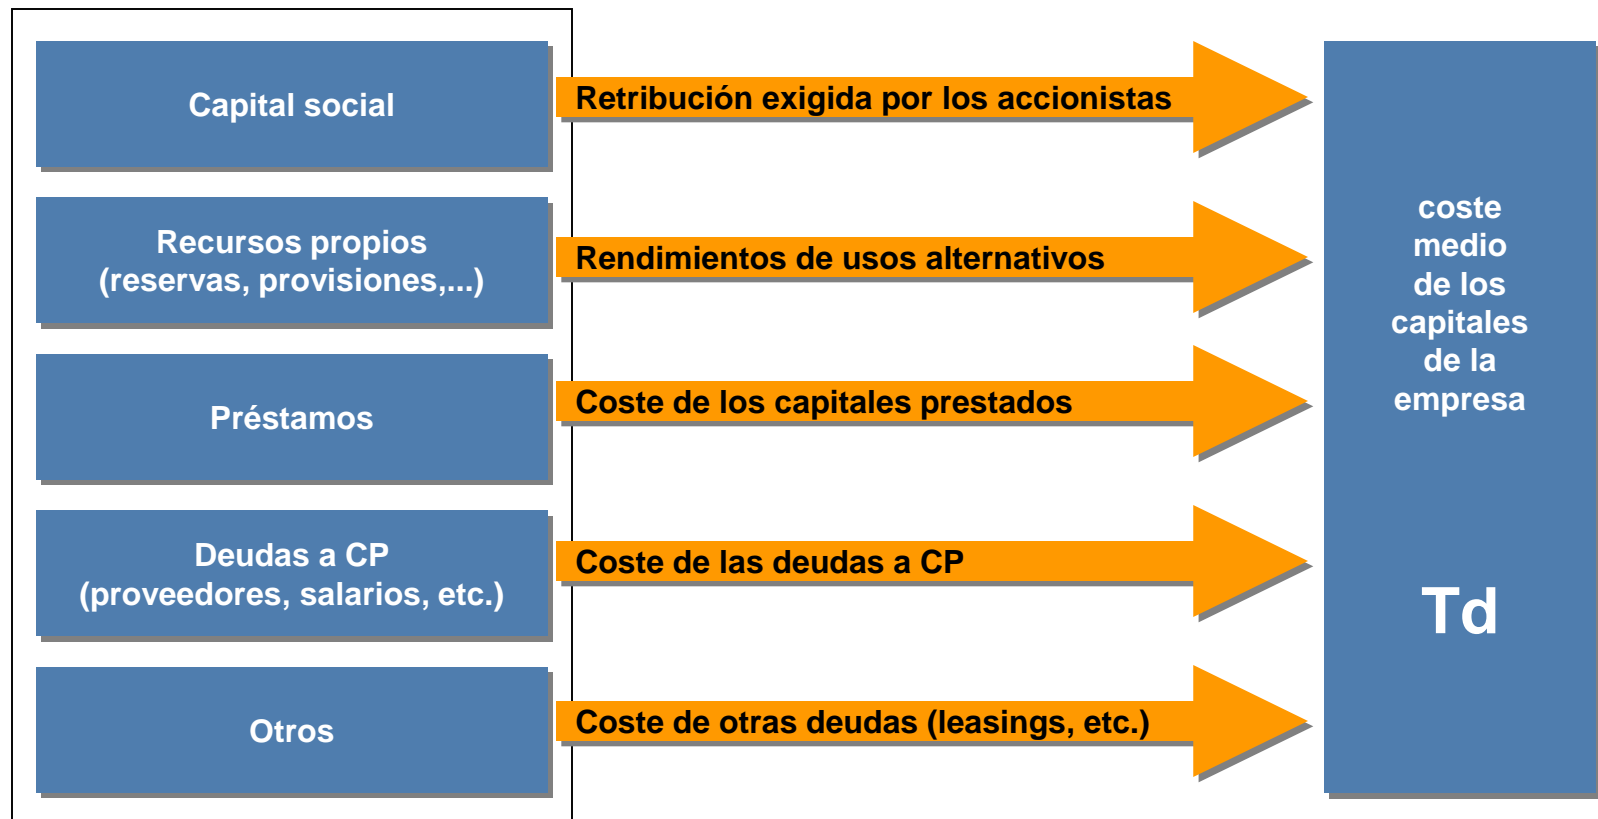 Capital social
Retribución exigida por los accionistas
Recursos propios
(reservas, provisiones,...)
Rendimientos de usos alternativos
Préstamos
Coste de los capitales prestados
Deudas a CP
(proveedores, salarios, etc.)
Coste de las deudas a CP
Otros
Coste de otras deudas (leasings, etc.)
coste
medio
de los
capitales
de la
empresa
Td